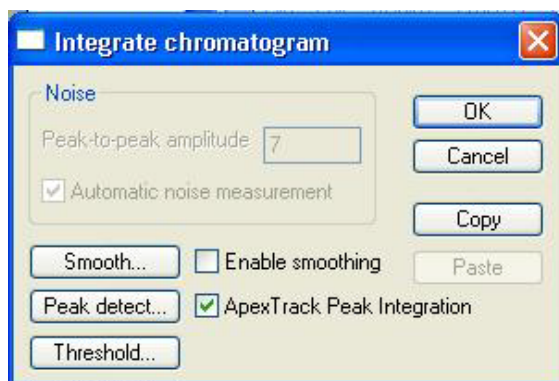 Integrate chromatogram
Noise
Peak-to-peak amplitude 7
Automatic noise measurement
OK
Cancel
Copy
Paste
Smooth... Enable smoothing
Peak detect... ApexTrack Peak Integration
Threshold...